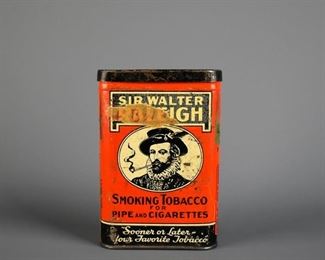 SIR WALTER
RALEIGH
SMOKING TOBACCO
FOR
PIPE AND CIGARETTES
Sooner or Later-
Your Favorite Tobacco